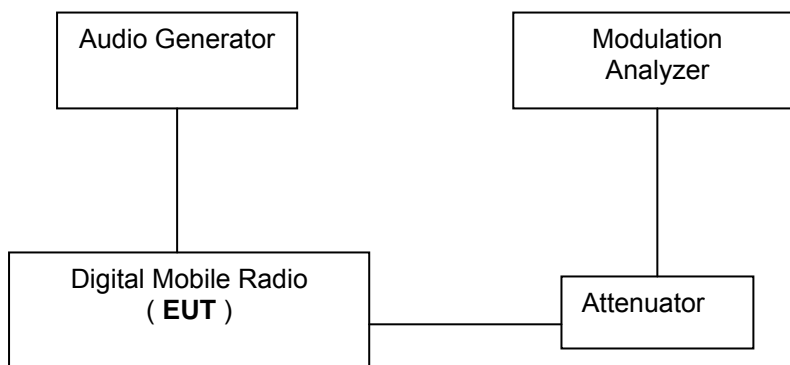 Audio Generator
Modulation
Analyzer
Digital Mobile Radio
( EUT )
Attenuator